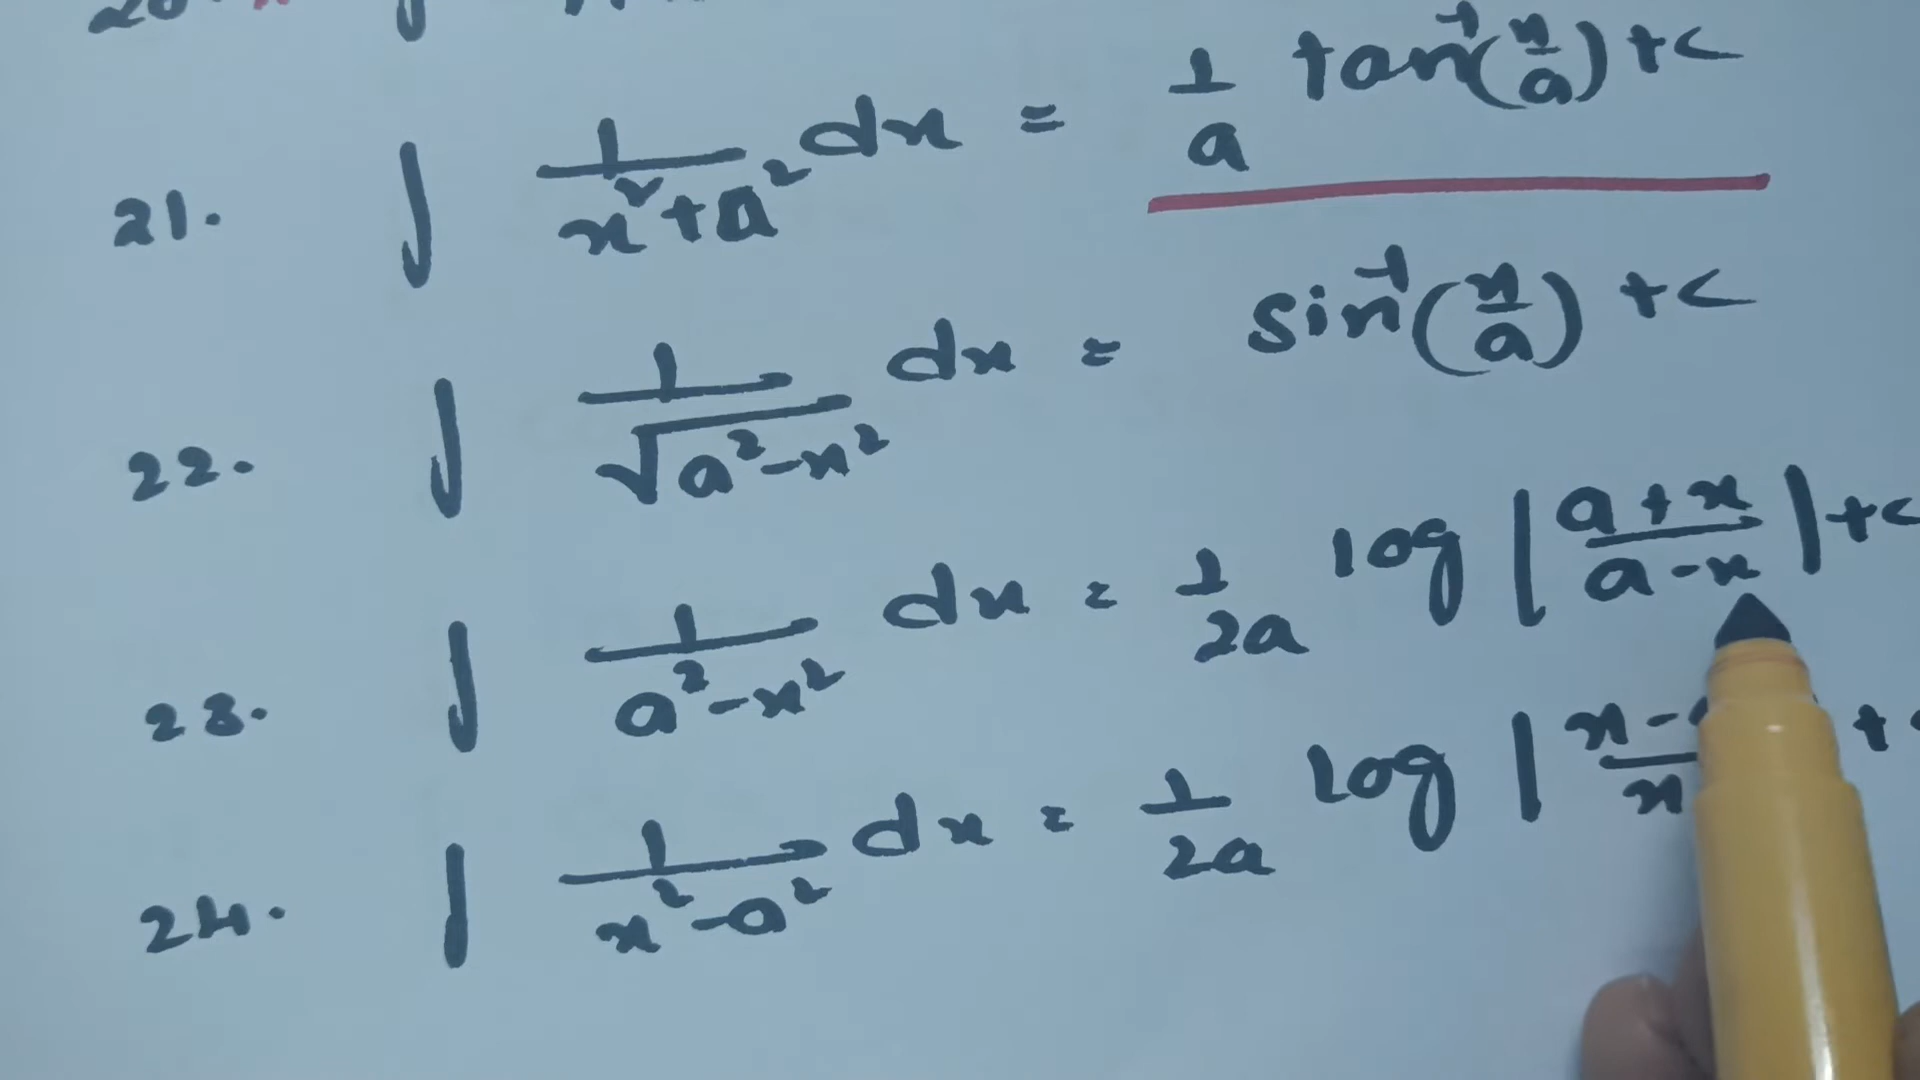 21. ∫ 1/(x²+a²) dx = 1/a tan⁻¹(x/a) +c
22. ∫ 1/√(a²-x²) dx = sin⁻¹(x/a) +c
23. ∫ 1/(a²-x²) dx = 1/2a log |(a+x)/(a-x)| +c
24. ∫ 1/(x²-a²) dx = 1/2a log | x- / x +